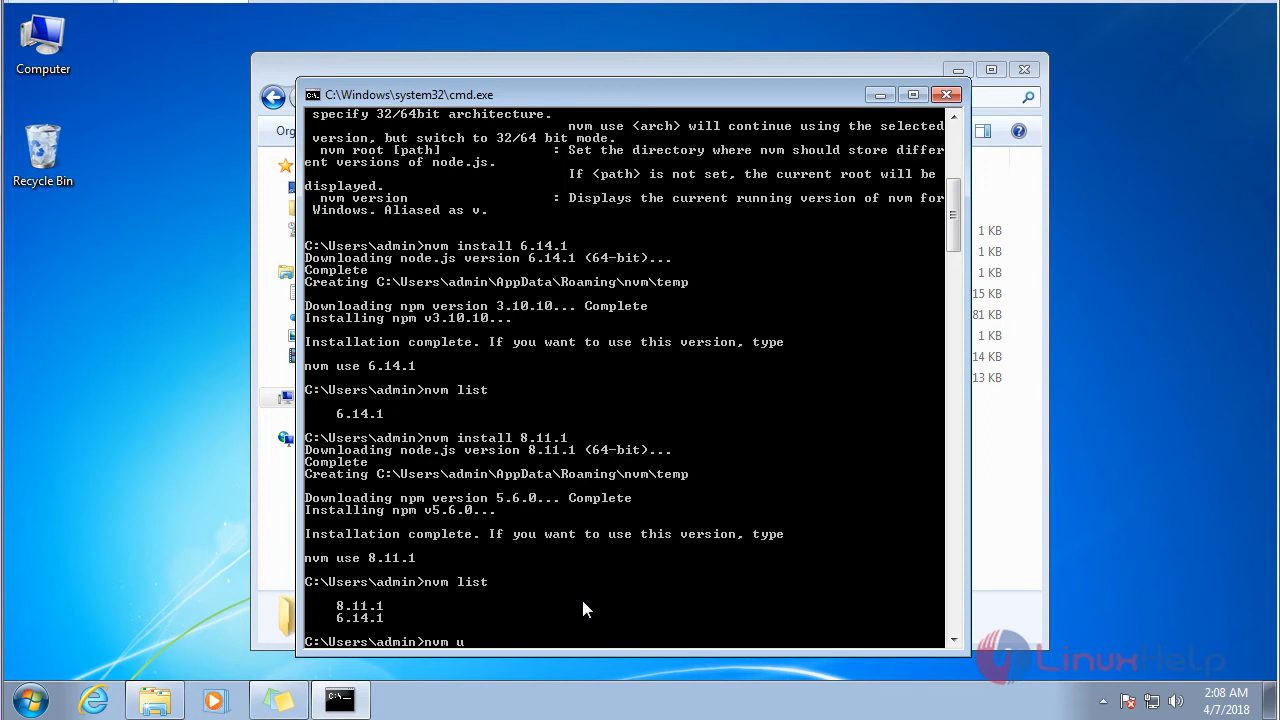 Computer
Recycle Bin
C:\Windows\system32\cmd.exe
Org
specify 32/64bit architecture.
nvm use <arch> will continue using the selected
version, but switch to 32/64 bit mode.
nvm root [path] : Set the directory where nvm should store differ
ent versions of node.js.
If <path> is not set, the current root will be
displayed.
nvm version : Displays the current running version of nvm for
Windows. Aliased as v.
C:\Users\admin>nvm install 6.14.1
Downloading node.js version 6.14.1 (64-bit)...
Complete
Creating C:\Users\admin\AppData\Roaming\nvm\temp
Downloading npm version 3.10.10... Complete
Installing npm v3.10.10...
Installation complete. If you want to use this version, type
nvm use 6.14.1
C:\Users\admin>nvm list
6.14.1
C:\Users\admin>nvm install 8.11.1
Downloading node.js version 8.11.1 (64-bit)...
Complete
Creating C:\Users\admin\AppData\Roaming\nvm\temp
Downloading npm version 5.6.0... Complete
Installing npm v5.6.0...
Installation complete. If you want to use this version, type
nvm use 8.11.1
C:\Users\admin>nvm list
8.11.1
6.14.1
C:\Users\admin>nvm u
1 KB
1 KB
1 KB
15 KB
81 KB
1 KB
14 KB
13 KB
LinuxHelp
2:08 AM
4/7/2018